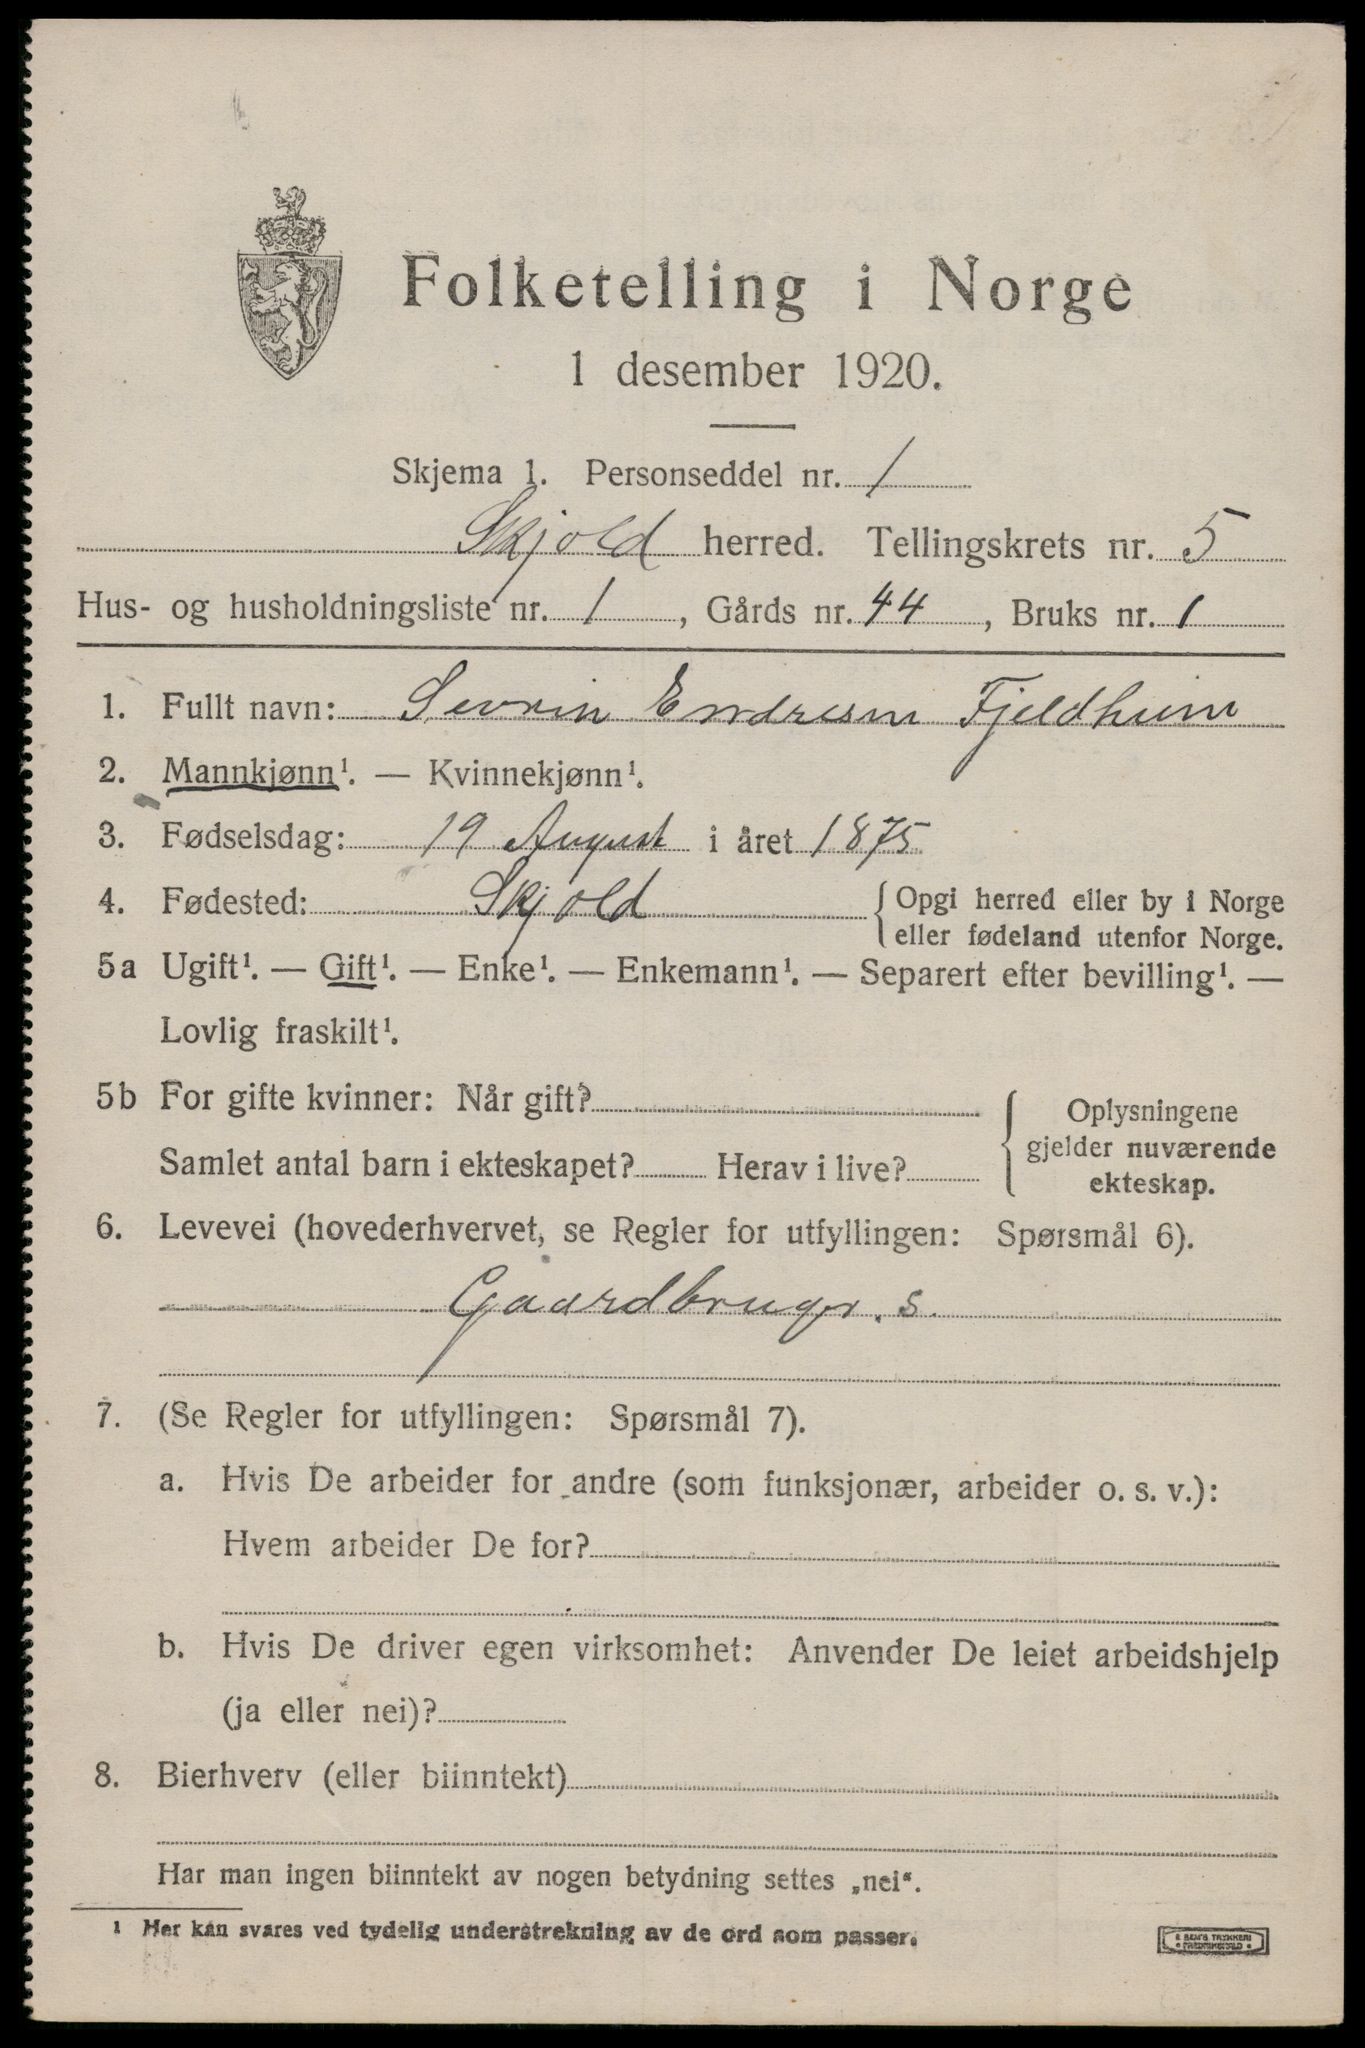 Folketelling i Norge
1 desember 1920.
Skjema 1. Personseddel nr. 1
Skjold herred. Tellingskrets nr. 5
Hus- og husholdningsliste nr. 1, Gårds nr. 44, Bruks nr. 1
1. Fullt navn: Sevrin Endresen Fjeldheim
2. Mannkjønn¹. — Kvinnekjønn¹.
3. Fødselsdag: 19 August i året 1875
4. Fødested: Skjold {Opgi herred eller by i Norge
eller fødeland utenfor Norge.
5a Ugift¹. — Gift¹. — Enke¹. — Enkemann¹. — Separert efter bevilling¹. —
Lovlig fraskilt¹.
5b For gifte kvinner: Når gift?
Samlet antal barn i ekteskapet? Herav i live?
{Oplysningene
gjelder nuværende
ekteskap.
6. Levevei (hovederhvervet, se Regler for utfyllingen: Spørsmål 6).
Gaardbruger. s.
7. (Se Regler for utfyllingen: Spørsmål 7).
a. Hvis De arbeider for andre (som funksjonær, arbeider o. s. v.):
Hvem arbeider De for?
b. Hvis De driver egen virksomhet: Anvender De leiet arbeidshjelp
(ja eller nei)?
8. Bierhverv (eller biinntekt)
Har man ingen biinntekt av nogen betydning settes „nei“.
¹ Her kan svares ved tydelig understrekning av de ord som passer.